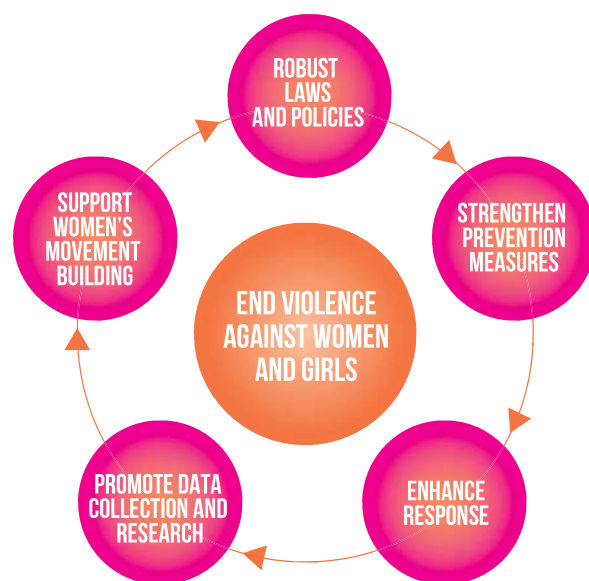 ROBUST
LAWS
AND POLICIES
STRENGTHEN
PREVENTION
MEASURES
ENHANCE
RESPONSE
PROMOTE DATA
COLLECTION AND
RESEARCH
SUPPORT
WOMEN'S
MOVEMENT
BUILDING
END VIOLENCE
AGAINST WOMEN
AND GIRLS